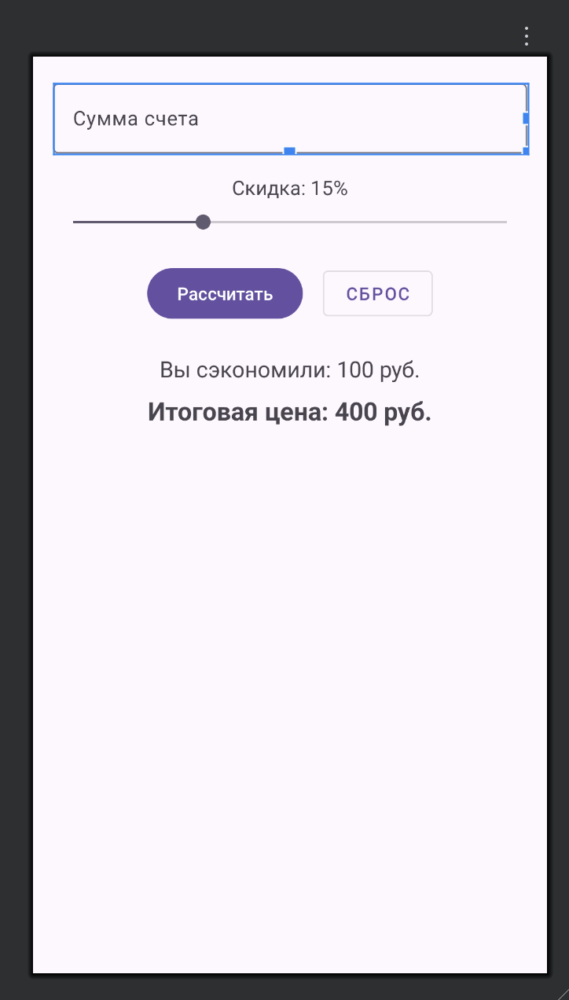 Сумма счета
Скидка: 15%
Рассчитать СБРОС
Вы сэкономили: 100 руб.
Итоговая цена: 400 руб.